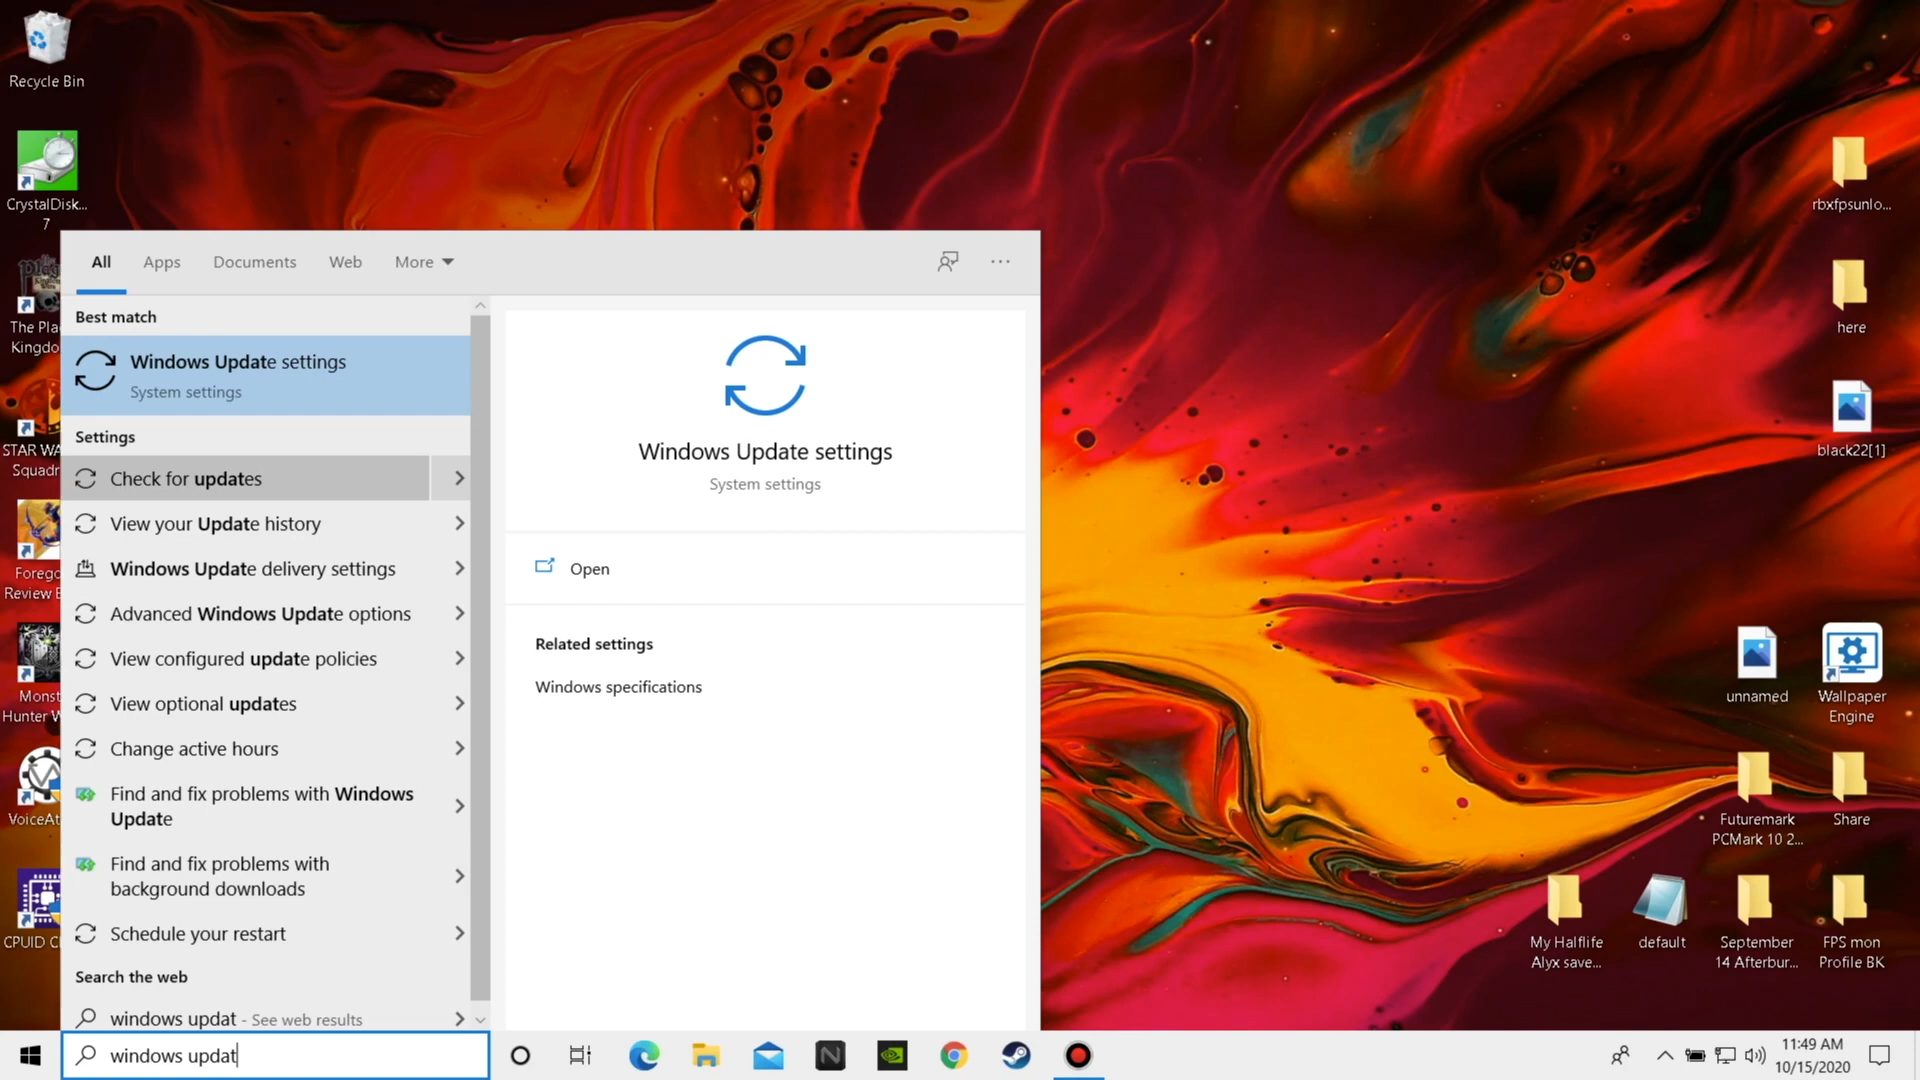 Recycle Bin
CrystalDisk...
7
The Pla
Kingdo
STAR WA
Squadr
Forego
Review E
Monst
Hunter W
VoiceAt
CPUID C
All
Apps
Documents
Web
More
Best match
Windows Update settings
System settings
Settings
Check for updates
View your Update history
Windows Update delivery settings
Advanced Windows Update options
View configured update policies
View optional updates
Change active hours
Find and fix problems with Windows
Update
Find and fix problems with
background downloads
Schedule your restart
Search the web
windows updat - See web results
windows updat
Windows Update settings
System settings
Open
Related settings
Windows specifications
rbxfpsunlo...
here
black22[1]
unnamed
Wallpaper
Engine
Futuremark
PCMark 10 2...
Share
My Halflife
Alyx save...
default
September
14 Afterbur...
FPS mon
Profile BK
11:49 AM
10/15/2020